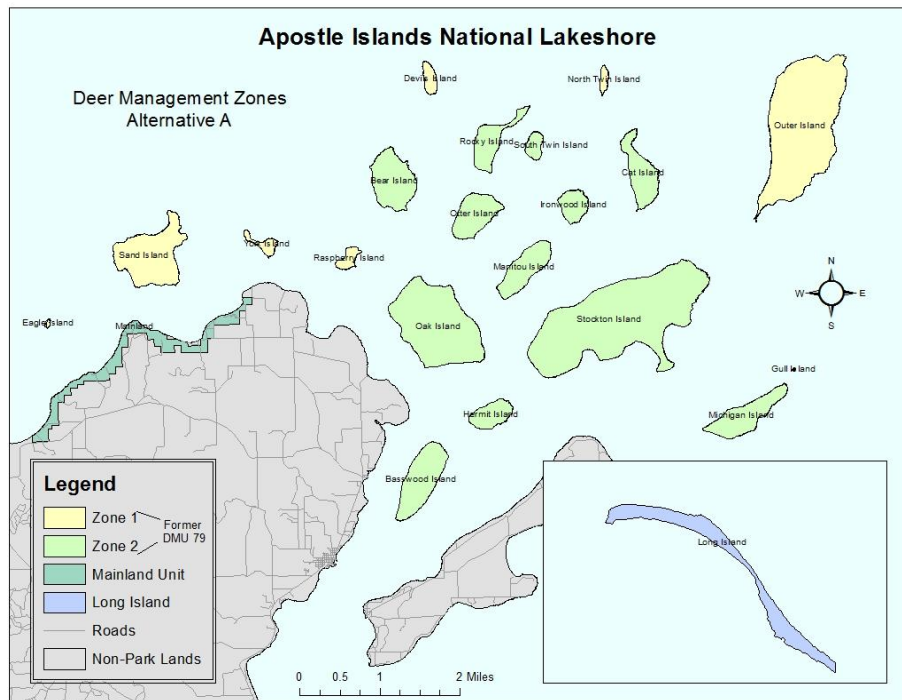 Apostle Islands National Lakeshore
Deer Management Zones
Alternative A
Devils Island
North Twin Island
Outer Island
Rocky Island
South Twin Island
Cat Island
Bear Island
Otter Island
Ironwood Island
York Island
Sand Island
Raspberry Island
Manitou Island
N
W
E
S
Eagle Island
Mainland
Oak Island
Stockton Island
Gull Island
Hermit Island
Michigan Island
Basswood Island
Legend
Zone 1
Zone 2
Former
DMU 79
Mainland Unit
Long Island
Roads
Non-Park Lands
Long Island
0 0.5 1 2 Miles